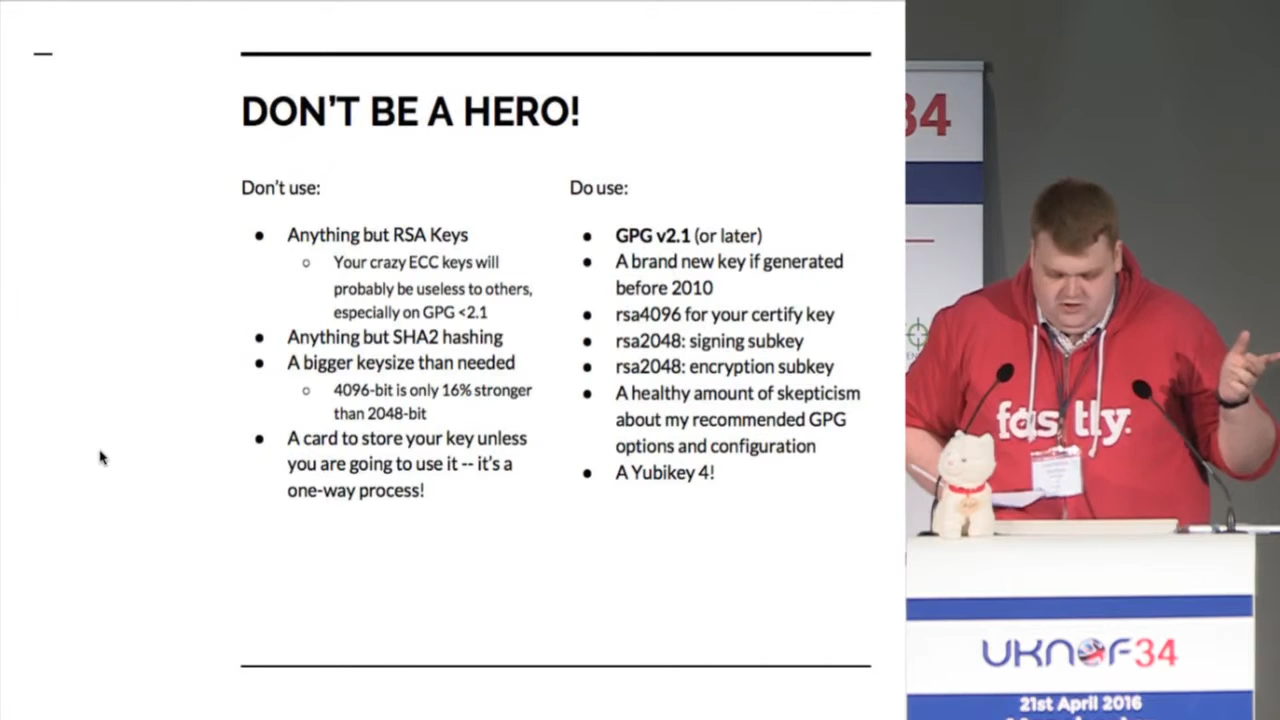 DON'T BE A HERO!
Don't use:
Do use:
● Anything but RSA Keys
○ Your crazy ECC keys will
probably be useless to others,
especially on GPG <2.1
● Anything but SHA2 hashing
● A bigger keysize than needed
○ 4096-bit is only 16% stronger
than 2048-bit
● A card to store your key unless
you are going to use it -- it's a
one-way process!
● GPG v2.1 (or later)
● A brand new key if generated
before 2010
● rsa4096 for your certify key
● rsa2048: signing subkey
● rsa2048: encryption subkey
● A healthy amount of skepticism
about my recommended GPG
options and configuration
● A Yubikey 4!
34
fastly.
UKNOF34
21st April 2016